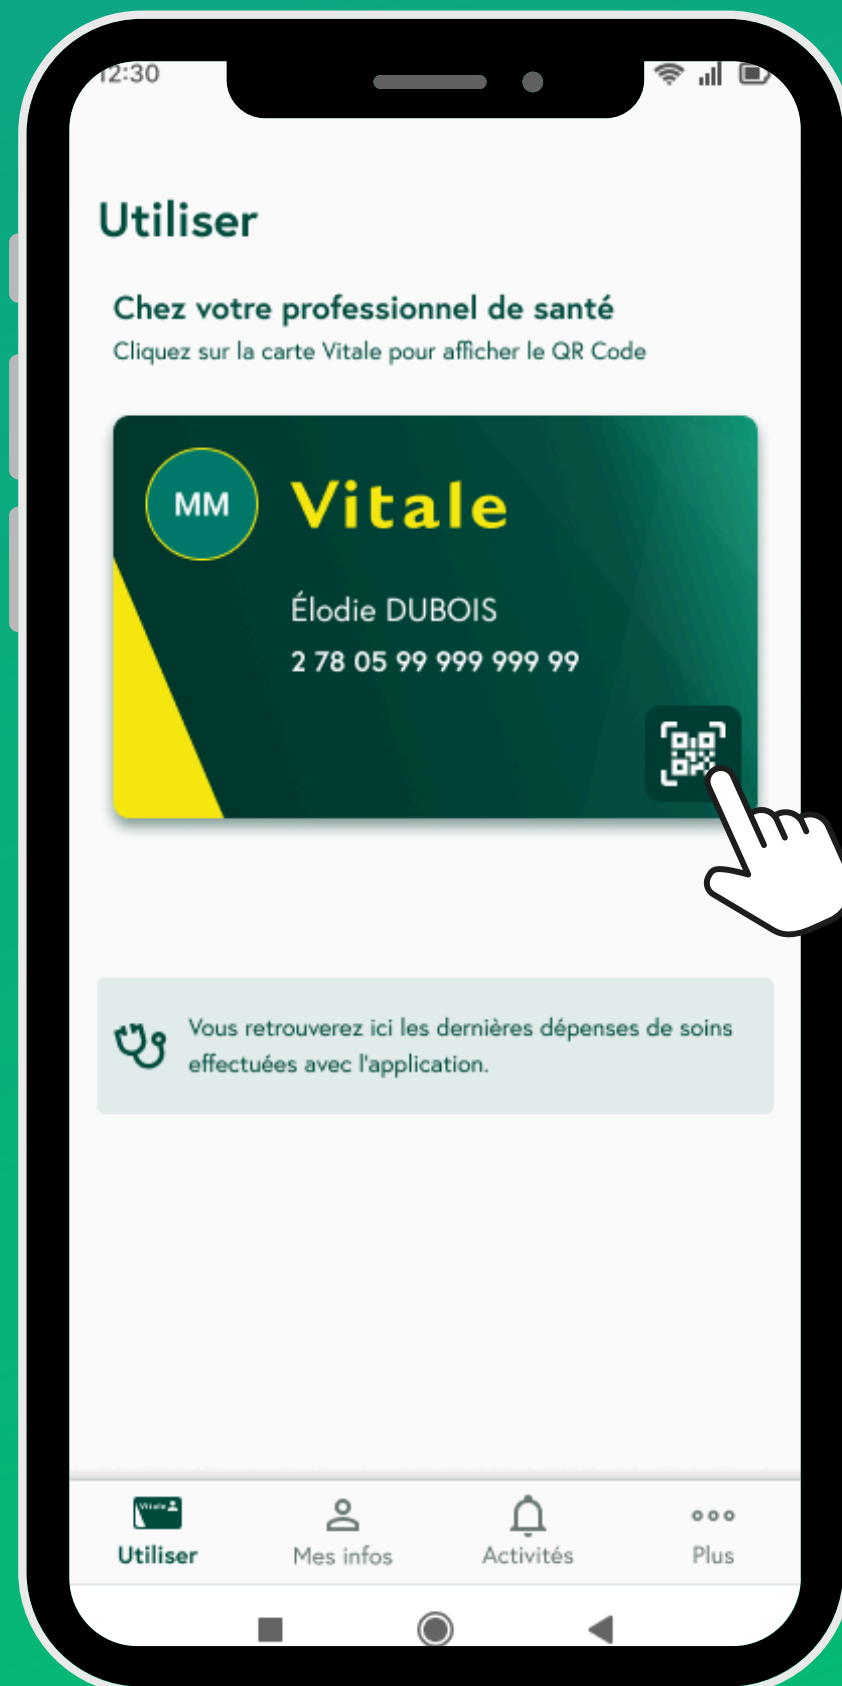 12:30
Utiliser
Chez votre professionnel de santé
Cliquez sur la carte Vitale pour afficher le QR Code
MM
Vitale
Élodie DUBOIS
2 78 05 99 999 999 99
Vous retrouverez ici les dernières dépenses de soins
effectuées avec l'application.
Vitale
Utiliser
Mes infos
Activités
Plus